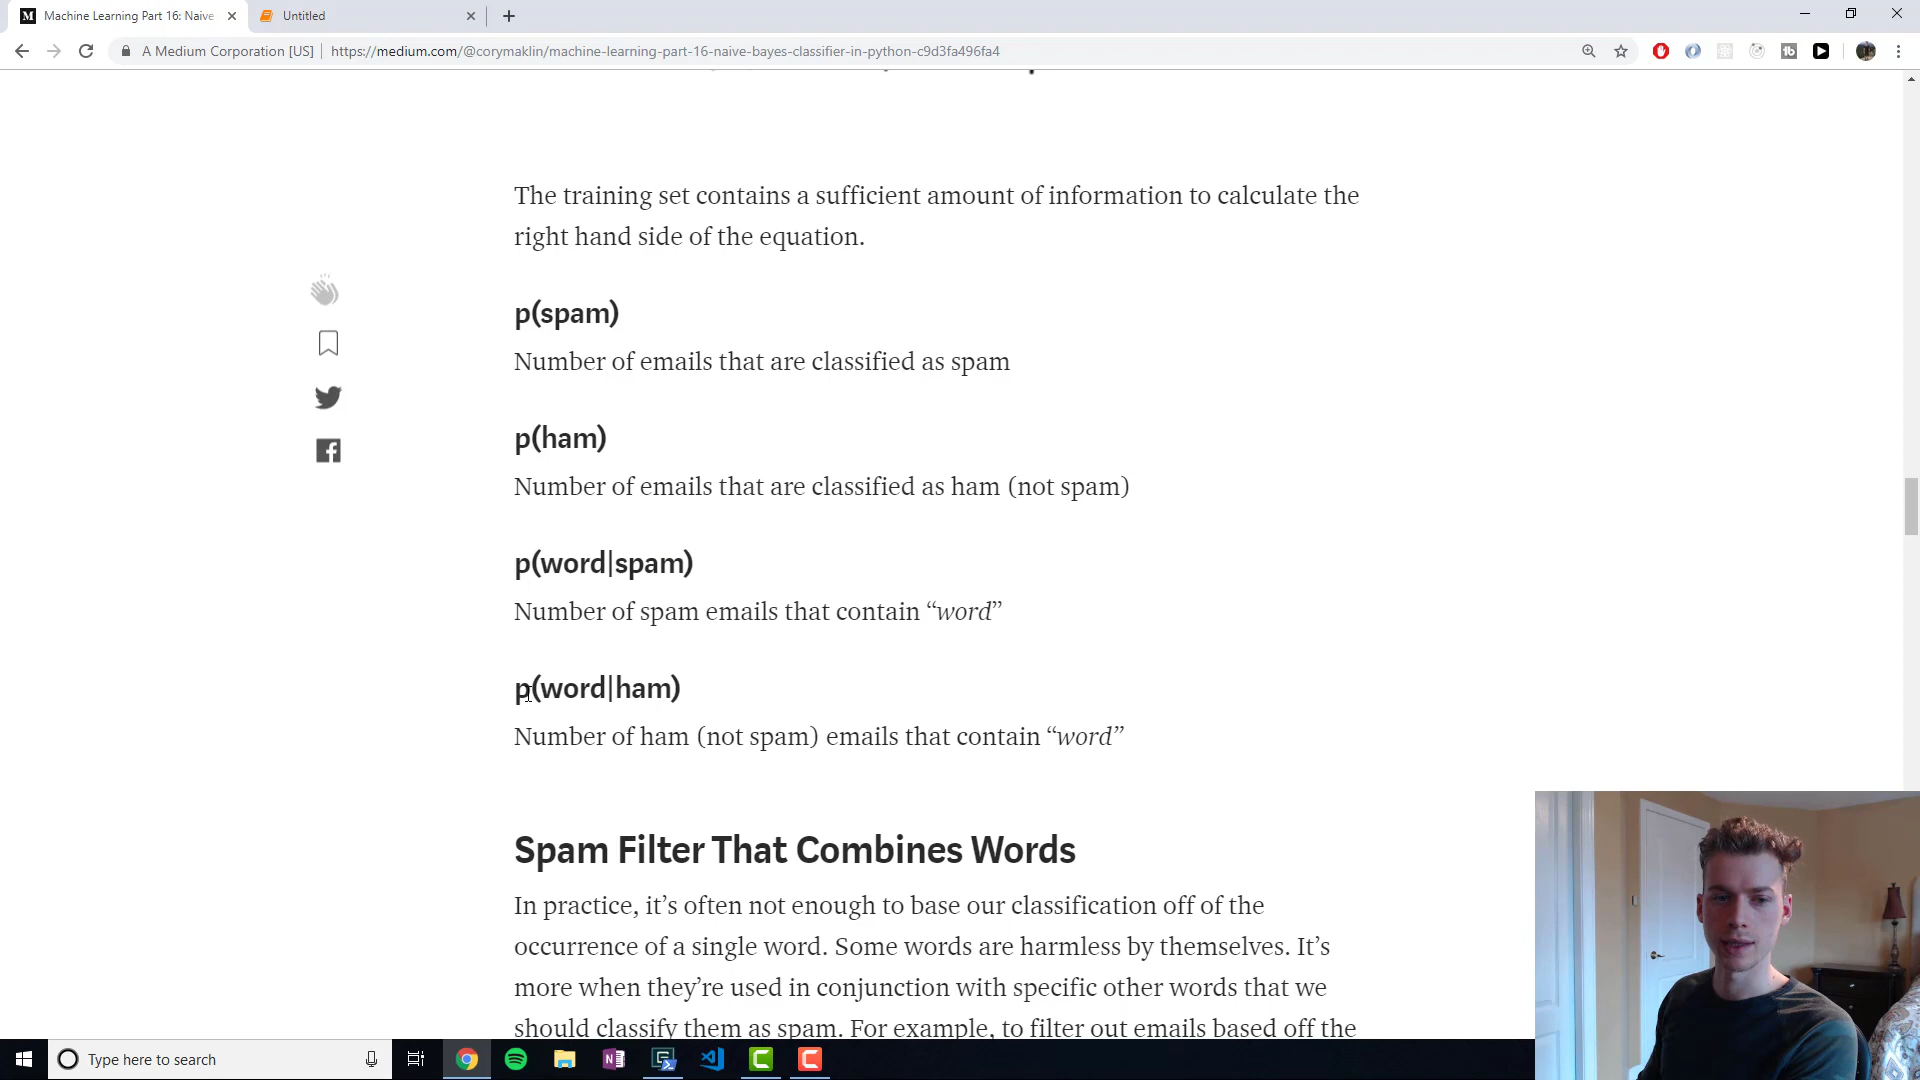 Machine Learning Part 16: Naive
Untitled
A Medium Corporation [US]
https://medium.com/@corymaklin/machine-learning-part-16-naive-bayes-classifier-in-python-c9d3fa496fa4
The training set contains a sufficient amount of information to calculate the
right hand side of the equation.
p(spam)
Number of emails that are classified as spam
p(ham)
Number of emails that are classified as ham (not spam)
p(word|spam)
Number of spam emails that contain “word”
p(word|ham)
Number of ham (not spam) emails that contain “word”
Spam Filter That Combines Words
In practice, it’s often not enough to base our classification off of the
occurrence of a single word. Some words are harmless by themselves. It’s
more when they’re used in conjunction with specific other words that we
should classify them as spam. For example, to filter out emails based off the
Type here to search